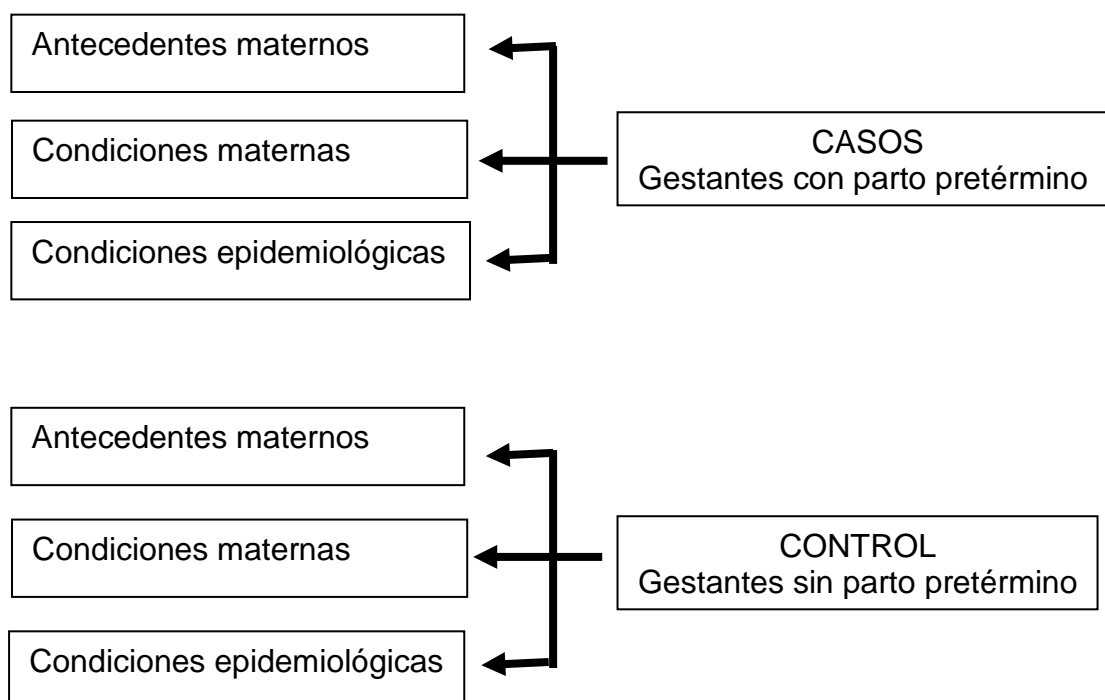 Antecedentes maternos
Condiciones maternas
Condiciones epidemiológicas
CASOS
Gestantes con parto pretérmino
Antecedentes maternos
Condiciones maternas
Condiciones epidemiológicas
CONTROL
Gestantes sin parto pretérmino